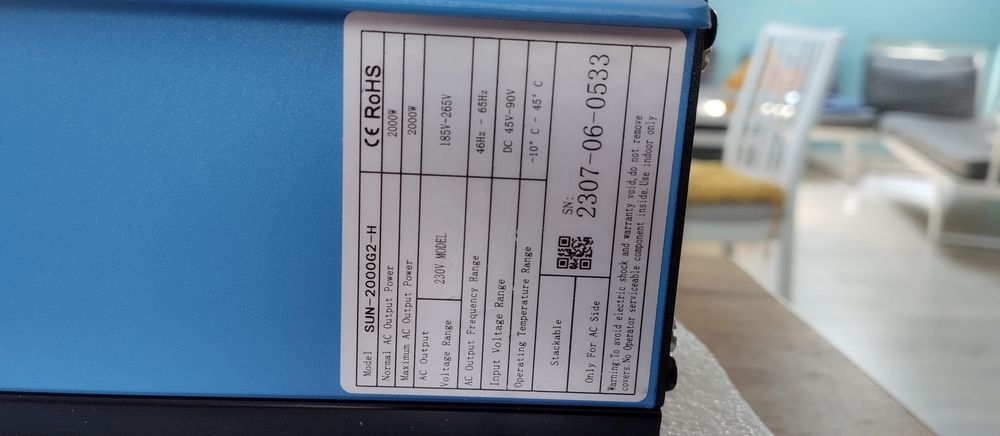 Model SUN-2000G2-H CE RoHS
Normal AC Output Power 2000W
Maximum AC Output Power 2000W
AC Output
Voltage Range 230V MODEL 185V-265V
AC Output Frequency Range 46Hz - 65Hz
Input Voltage Range DC 45V-90V
Operating Temperature Range -10° C - 45° C
Stackable
Only For AC Side
SN:
2307-06-0533
Warning:To avoid electric shock and warranty void,do not remove
covers.No Operator serviceable component inside.Use indoor only